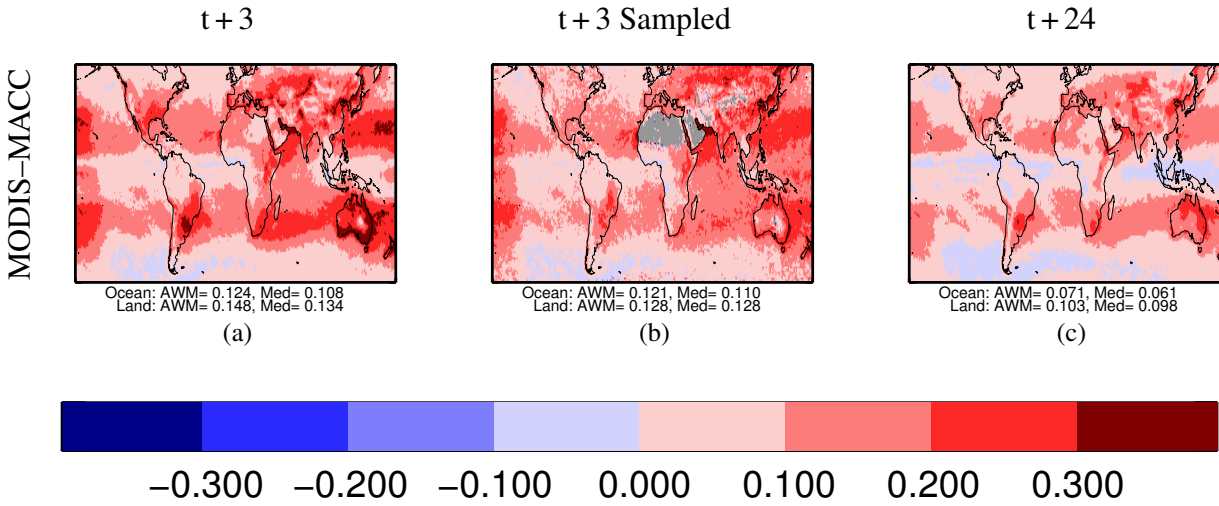 t + 3
t + 3 Sampled
t + 24
MODIS−MACC
Ocean: AWM= 0.124, Med= 0.108
Land: AWM= 0.148, Med= 0.134
(a)
Ocean: AWM= 0.121, Med= 0.110
Land: AWM= 0.128, Med= 0.128
(b)
Ocean: AWM= 0.071, Med= 0.061
Land: AWM= 0.103, Med= 0.098
(c)
−0.300 −0.200 −0.100 0.000 0.100 0.200 0.300